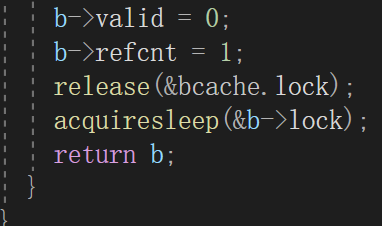 b->valid = 0;
b->refcnt = 1;
release(&bcache.lock);
acquiresleep(&b->lock);
return b;
}
}